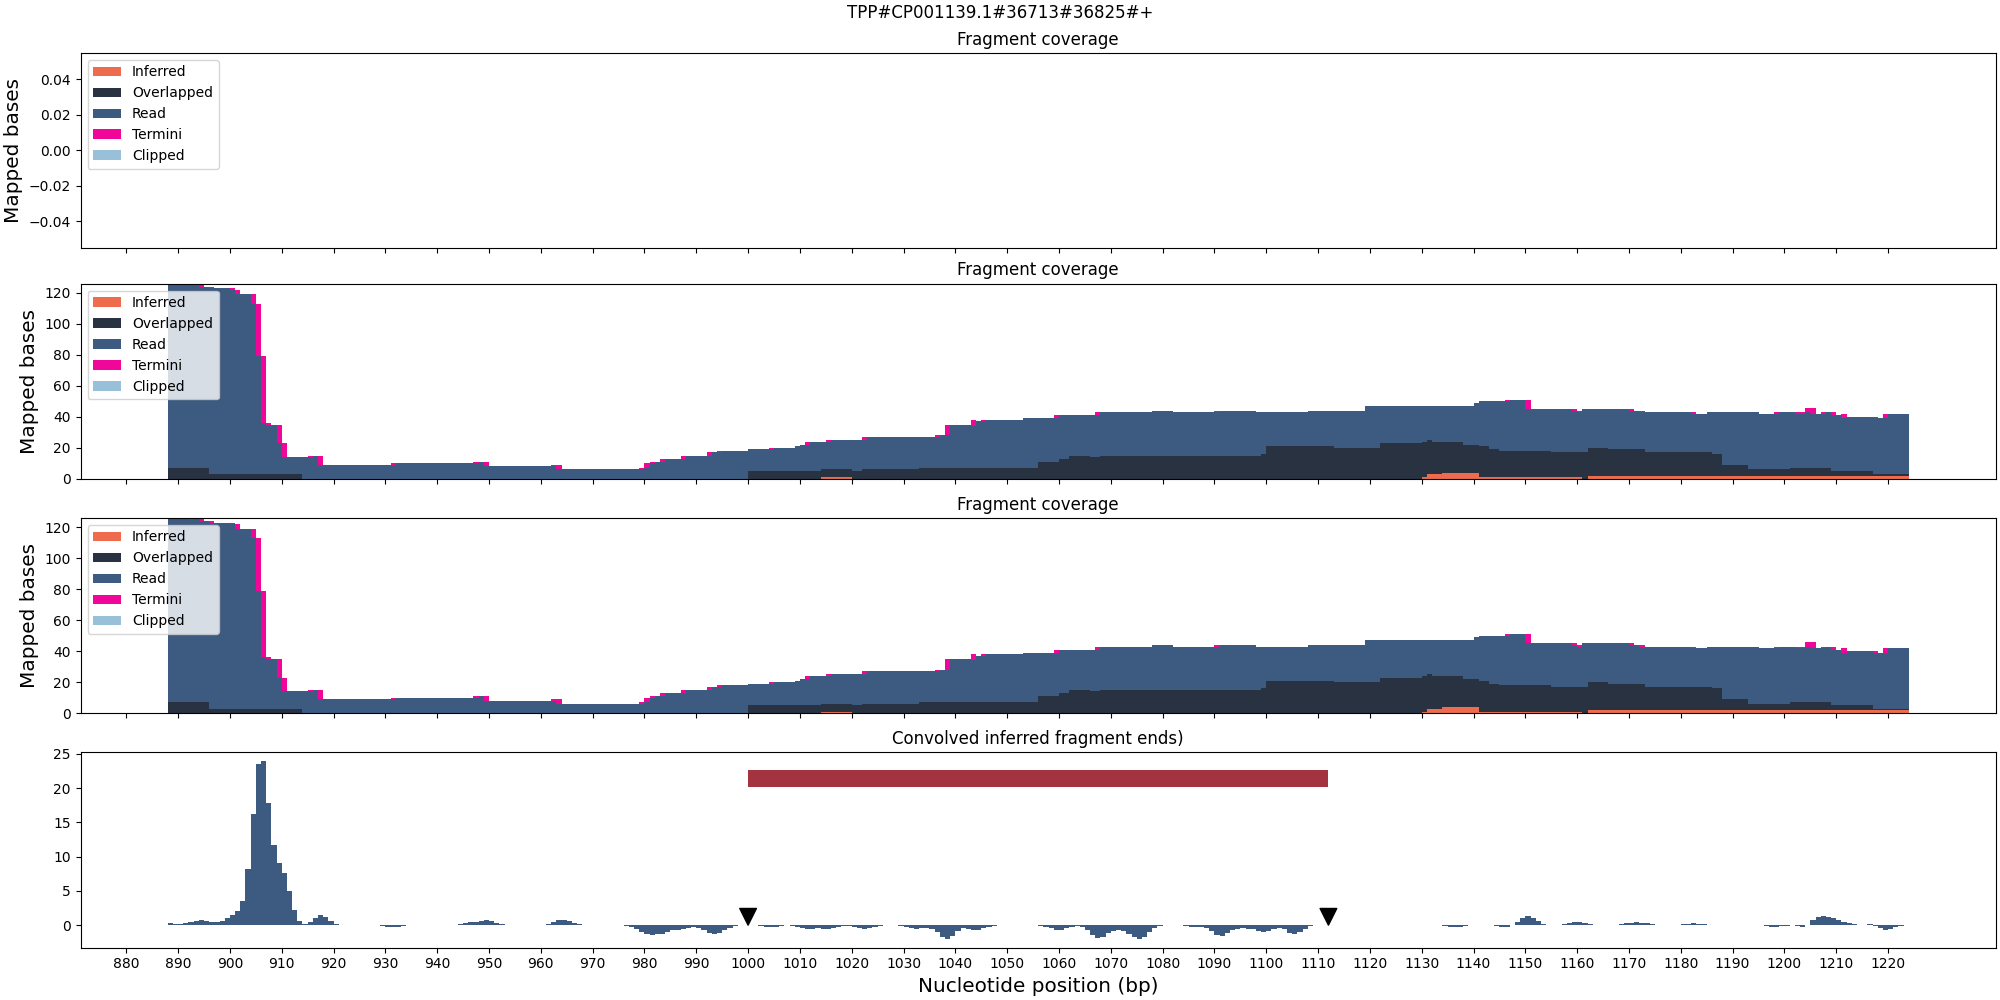 TPP#CP001139.1#36713#36825#+
Fragment coverage
Mapped bases
0.04
0.02
0.00
−0.02
−0.04
Inferred
Overlapped
Read
Termini
Clipped
Fragment coverage
Mapped bases
120
100
80
60
40
20
0
Inferred
Overlapped
Read
Termini
Clipped
Fragment coverage
Mapped bases
120
100
80
60
40
20
0
Inferred
Overlapped
Read
Termini
Clipped
Convolved inferred fragment ends)
25
20
15
10
5
0
880 890 900 910 920 930 940 950 960 970 980 990 1000 1010 1020 1030 1040 1050 1060 1070 1080 1090 1100 1110 1120 1130 1140 1150 1160 1170 1180 1190 1200 1210 1220
Nucleotide position (bp)